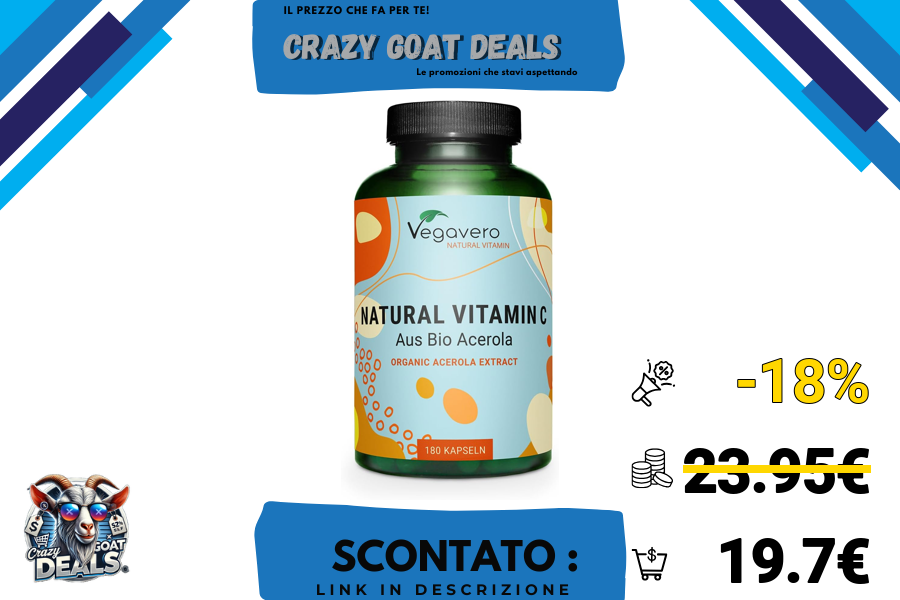 IL PREZZO CHE FA PER TE!
CRAZY GOAT DEALS
Le promozioni che stavi aspettando
Vegavero
NATURAL VITAMIN
NATURAL VITAMIN C
Aus Bio Acerola
ORGANIC ACEROLA EXTRACT
180 KAPSELN
-18%
23.95€
19.7€
$
Crazy
GOAT
DEALS
SCONTATO :
LINK IN DESCRIZIONE